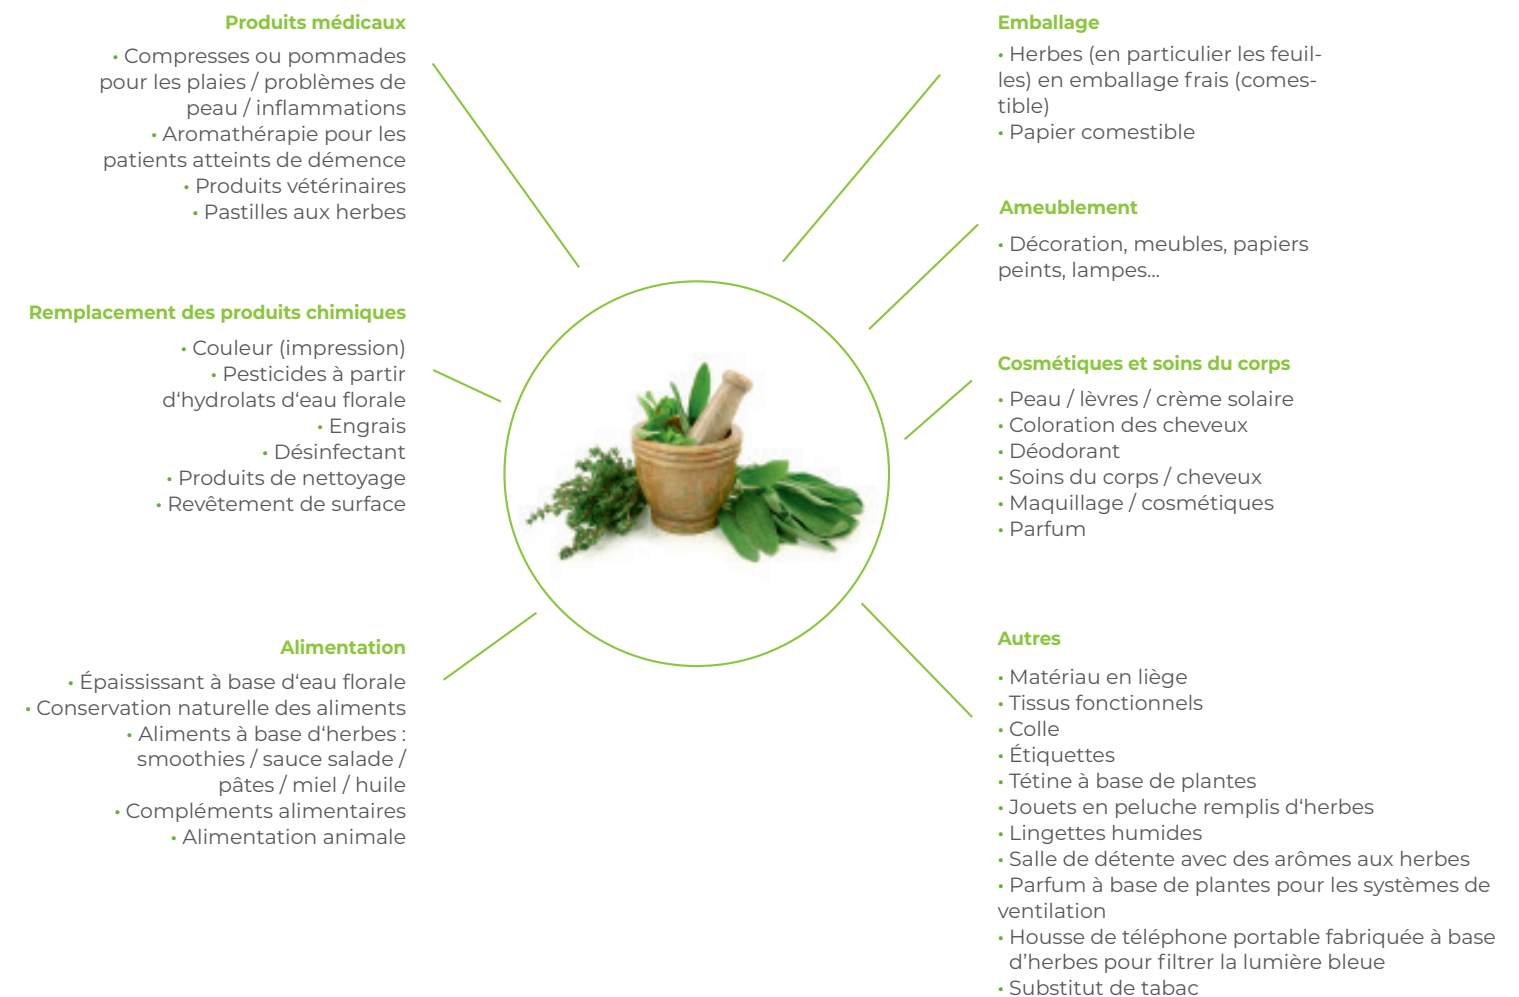 Produits médicaux
• Compresses ou pommades
pour les plaies / problèmes de
peau / inflammations
• Aromathérapie pour les
patients atteints de démence
• Produits vétérinaires
• Pastilles aux herbes
Remplacement des produits chimiques
• Couleur (impression)
• Pesticides à partir
d‘hydrolats d‘eau florale
• Engrais
• Désinfectant
• Produits de nettoyage
• Revêtement de surface
Alimentation
• Épaississant à base d‘eau florale
• Conservation naturelle des aliments
• Aliments à base d‘herbes :
smoothies / sauce salade /
pâtes / miel / huile
• Compléments alimentaires
• Alimentation animale
Emballage
• Herbes (en particulier les feuil-
les) en emballage frais (comes-
tible)
• Papier comestible
Ameublement
• Décoration, meubles, papiers
peints, lampes...
Cosmétiques et soins du corps
• Peau / lèvres / crème solaire
• Coloration des cheveux
• Déodorant
• Soins du corps / cheveux
• Maquillage / cosmétiques
• Parfum
Autres
• Matériau en liège
• Tissus fonctionnels
• Colle
• Étiquettes
• Tétine à base de plantes
• Jouets en peluche remplis d‘herbes
• Lingettes humides
• Salle de détente avec des arômes aux herbes
• Parfum à base de plantes pour les systèmes de
ventilation
• Housse de téléphone portable fabriquée à base
d’herbes pour filtrer la lumière bleue
• Substitut de tabac